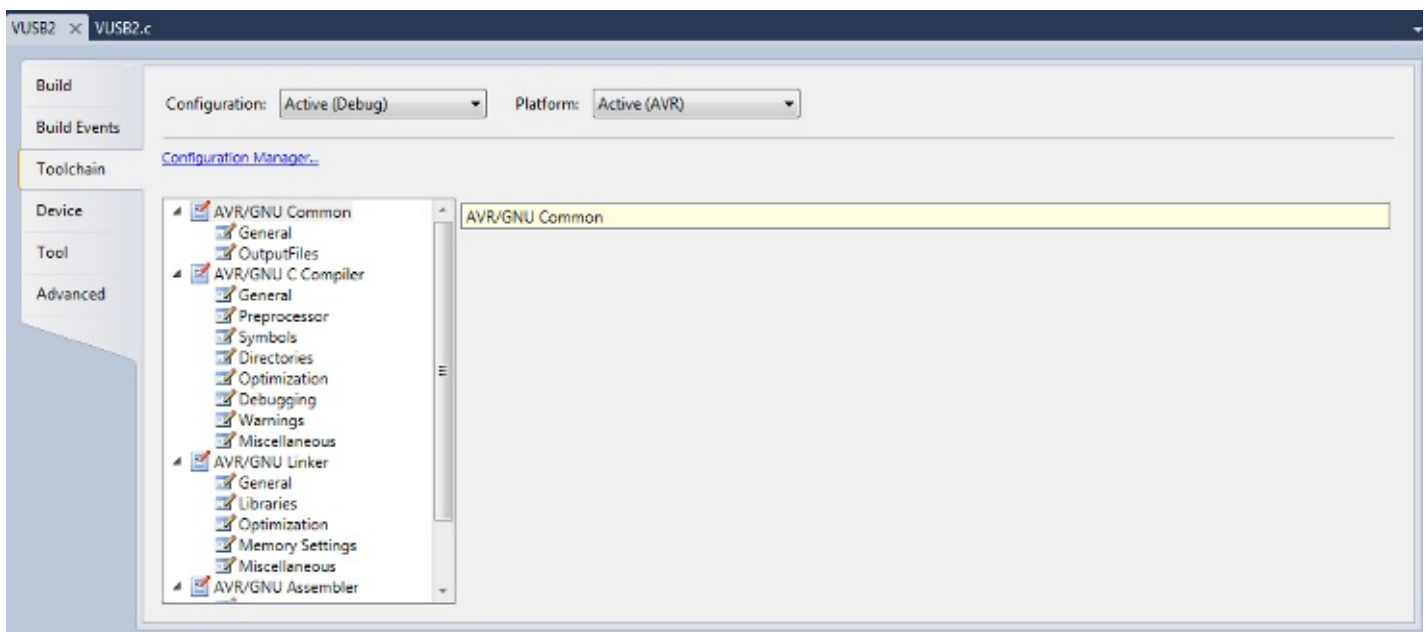 VUSB2 VUSB2.c
Build
Build Events
Toolchain
Device
Tool
Advanced
Configuration: Active (Debug) Platform: Active (AVR)
Configuration Manager...
AVR/GNU Common
General
OutputFiles
AVR/GNU C Compiler
General
Preprocessor
Symbols
Directories
Optimization
Debugging
Warnings
Miscellaneous
AVR/GNU Linker
General
Libraries
Optimization
Memory Settings
Miscellaneous
AVR/GNU Assembler
AVR/GNU Common